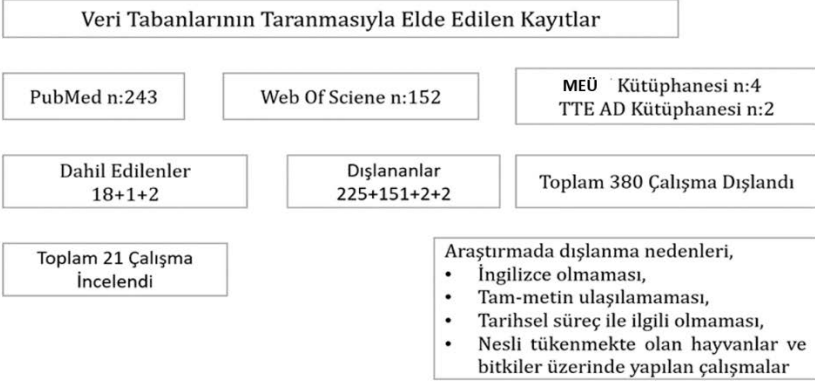 Veri Tabanlarının Taranmasıyla Elde Edilen Kayıtlar
PubMed n:243
Web Of Sciene n:152
MEÜ Kütüphanesi n:4
TTE AD Kütüphanesi n:2
Dahil Edilenler
18+1+2
Dışlananlar
225+151+2+2
Toplam 380 Çalışma Dışlandı
Toplam 21 Çalışma
İncelendi
Araştırmada dışlanma nedenleri,
• İngilizce olmaması,
• Tam-metin ulaşılamaması,
• Tarihsel süreç ile ilgili olmaması,
• Nesli tükenmekte olan hayvanlar ve
bitkiler üzerinde yapılan çalışmalar